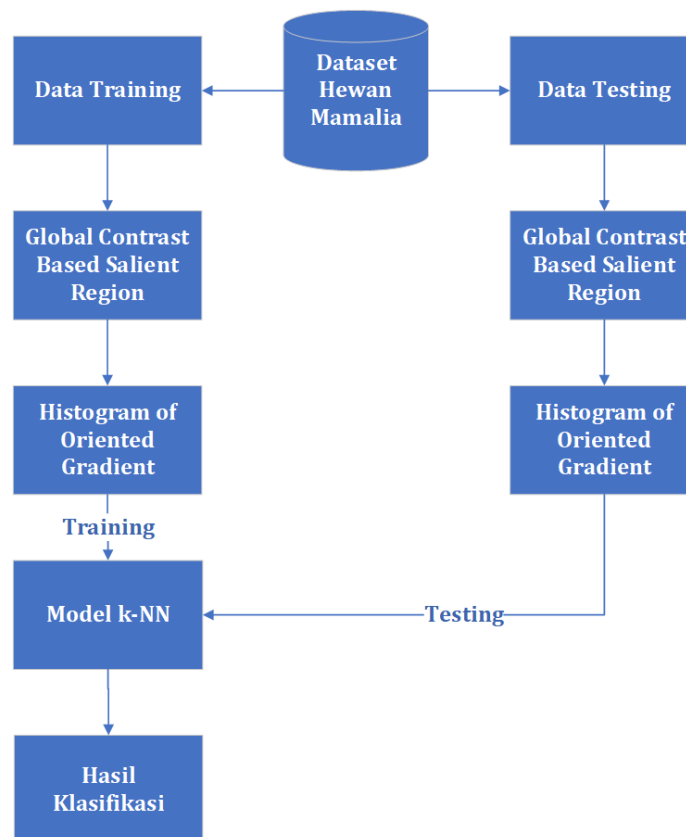 Data Training
Dataset
Hewan
Mamalia
Data Testing
Global Contrast
Based Salient
Region
Global Contrast
Based Salient
Region
Histogram of
Oriented
Gradient
Histogram of
Oriented
Gradient
Training
Model k-NN
Testing
Hasil
Klasifikasi